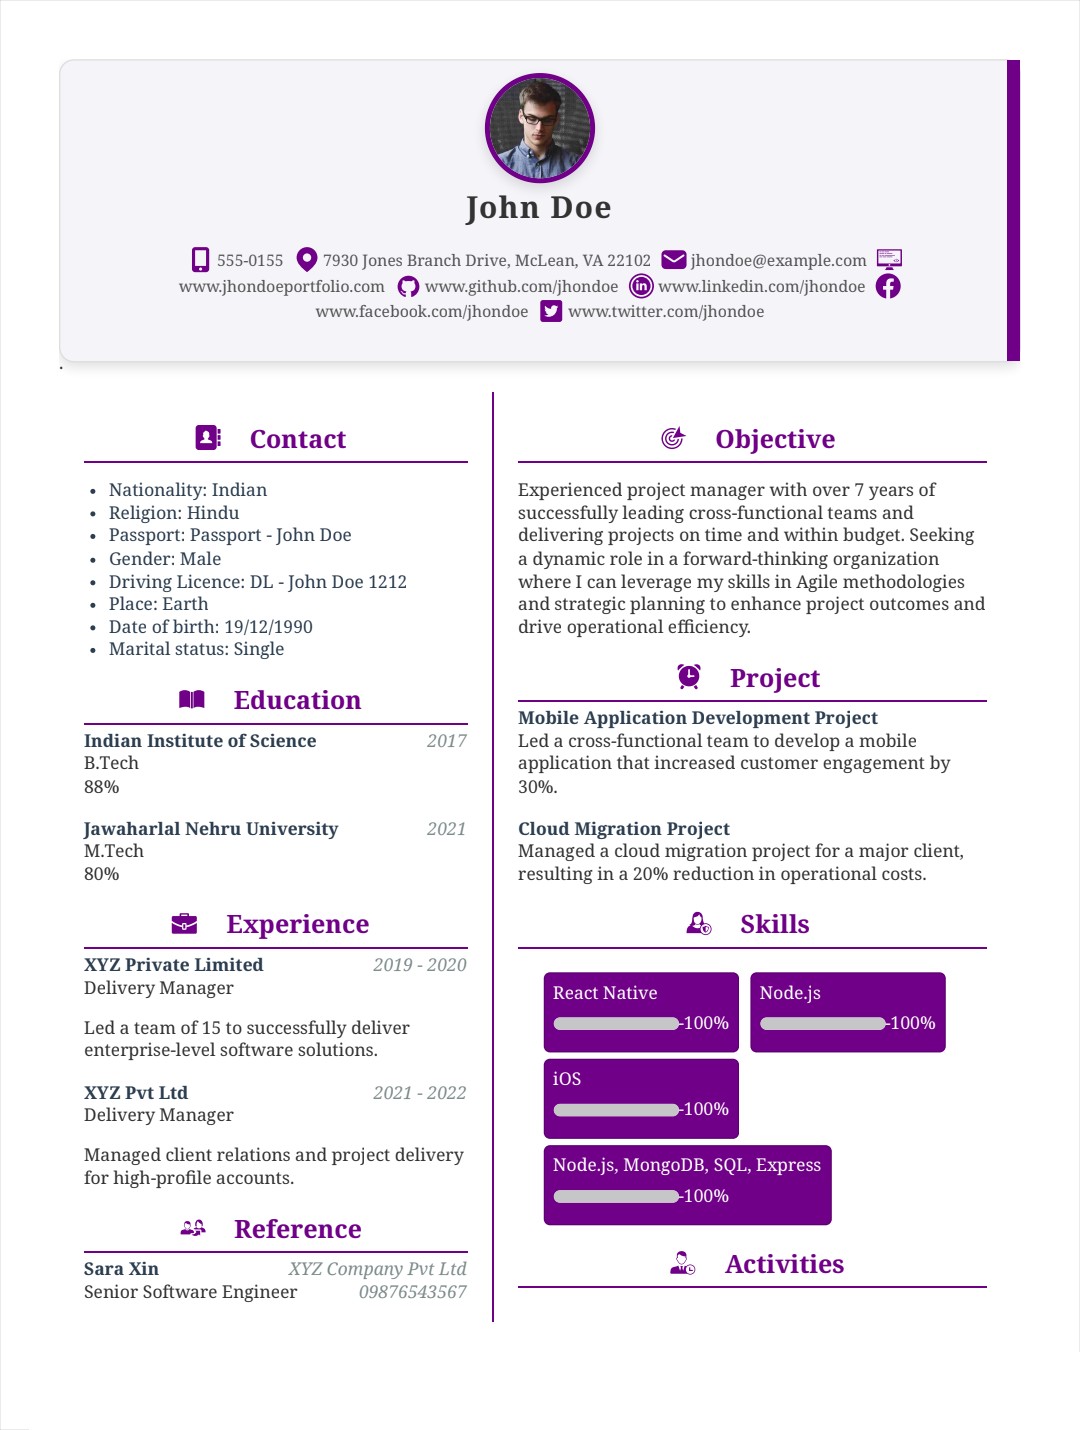 John Doe
555-0155 7930 Jones Branch Drive, McLean, VA 22102 jhondoe@example.com
www.jhondoeportfolio.com www.github.com/jhondoe www.linkedin.com/jhondoe
www.facebook.com/jhondoe www.twitter.com/jhondoe
.
Contact
• Nationality: Indian
• Religion: Hindu
• Passport: Passport - John Doe
• Gender: Male
• Driving Licence: DL - John Doe 1212
• Place: Earth
• Date of birth: 19/12/1990
• Marital status: Single
Education
Indian Institute of Science 2017
B.Tech
88%
Jawaharlal Nehru University 2021
M.Tech
80%
Experience
XYZ Private Limited 2019 - 2020
Delivery Manager
Led a team of 15 to successfully deliver
enterprise-level software solutions.
XYZ Pvt Ltd 2021 - 2022
Delivery Manager
Managed client relations and project delivery
for high-profile accounts.
Reference
Sara Xin XYZ Company Pvt Ltd
Senior Software Engineer 09876543567
Objective
Experienced project manager with over 7 years of
successfully leading cross-functional teams and
delivering projects on time and within budget. Seeking
a dynamic role in a forward-thinking organization
where I can leverage my skills in Agile methodologies
and strategic planning to enhance project outcomes and
drive operational efficiency.
Project
Mobile Application Development Project
Led a cross-functional team to develop a mobile
application that increased customer engagement by
30%.
Cloud Migration Project
Managed a cloud migration project for a major client,
resulting in a 20% reduction in operational costs.
Skills
React Native
-100%
Node.js
-100%
iOS
-100%
Node.js, MongoDB, SQL, Express
-100%
Activities